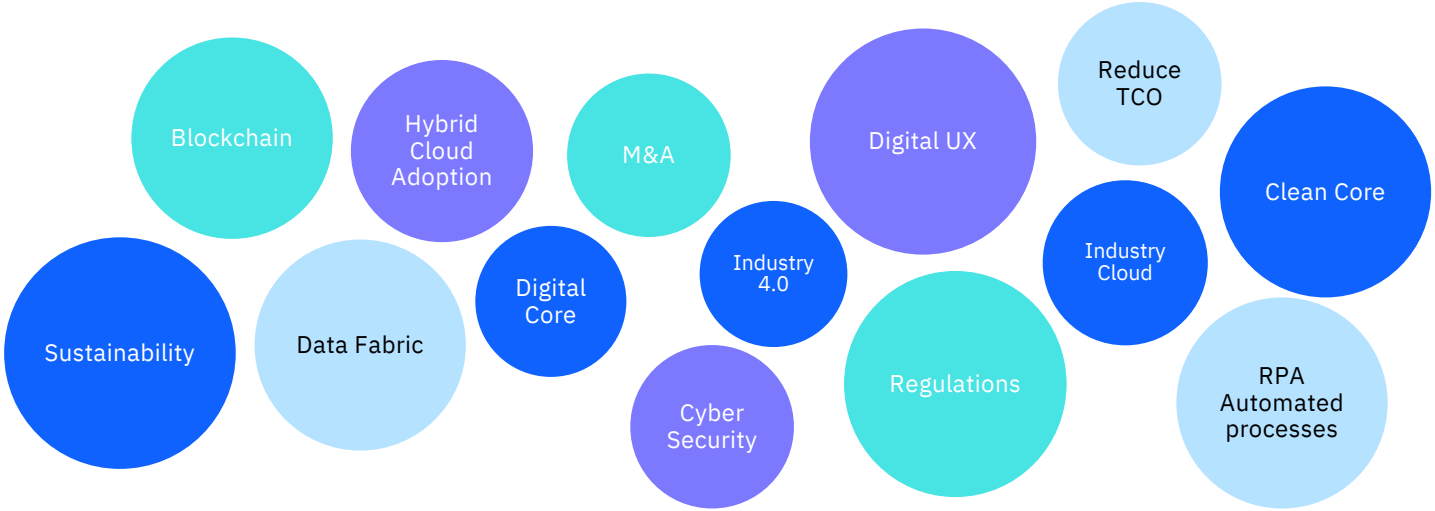 Blockchain
Hybrid
Cloud
Adoption
M&A
Digital UX
Reduce
TCO
Clean Core
Sustainability
Data Fabric
Digital
Core
Industry
4.0
Cyber
Security
Regulations
Industry
Cloud
RPA
Automated
processes